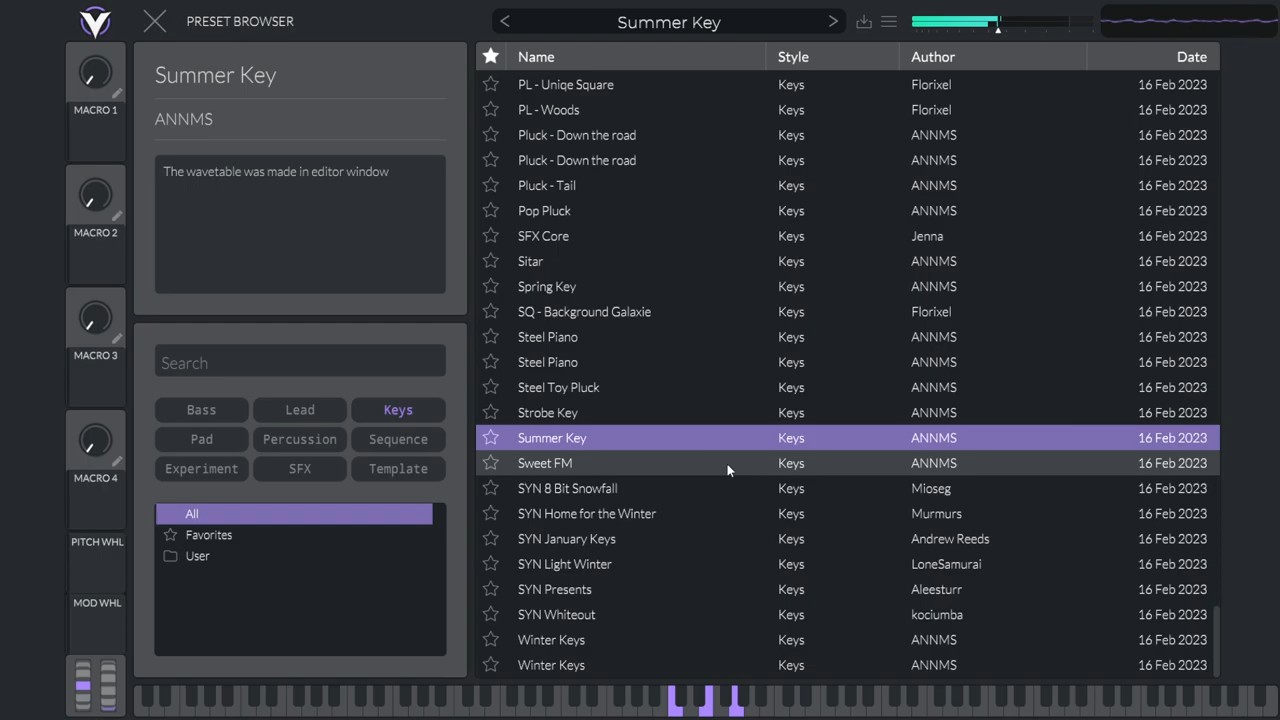 PRESET BROWSER
Summer Key
MACRO 1
MACRO 2
MACRO 3
MACRO 4
PITCH WHL
MOD WHL
Summer Key
ANNMS
The wavetable was made in editor window
Search
Bass Lead Keys
Pad Percussion Sequence
Experiment SFX Template
All
Favorites
User
Name Style Author Date
PL - Uniqe Square Keys Florixel 16 Feb 2023
PL - Woods Keys Florixel 16 Feb 2023
Pluck - Down the road Keys ANNMS 16 Feb 2023
Pluck - Down the road Keys ANNMS 16 Feb 2023
Pluck - Tail Keys ANNMS 16 Feb 2023
Pop Pluck Keys ANNMS 16 Feb 2023
SFX Core Keys Jenna 16 Feb 2023
Sitar Keys ANNMS 16 Feb 2023
Spring Key Keys ANNMS 16 Feb 2023
SQ - Background Galaxie Keys Florixel 16 Feb 2023
Steel Piano Keys ANNMS 16 Feb 2023
Steel Piano Keys ANNMS 16 Feb 2023
Steel Toy Pluck Keys ANNMS 16 Feb 2023
Strobe Key Keys ANNMS 16 Feb 2023
Summer Key Keys ANNMS 16 Feb 2023
Sweet FM Keys ANNMS 16 Feb 2023
SYN 8 Bit Snowfall Keys Mioseg 16 Feb 2023
SYN Home for the Winter Keys Murmurs 16 Feb 2023
SYN January Keys Keys Andrew Reeds 16 Feb 2023
SYN Light Winter Keys LoneSamurai 16 Feb 2023
SYN Presents Keys Aleesturr 16 Feb 2023
SYN Whiteout Keys kociumba 16 Feb 2023
Winter Keys Keys ANNMS 16 Feb 2023
Winter Keys Keys ANNMS 16 Feb 2023